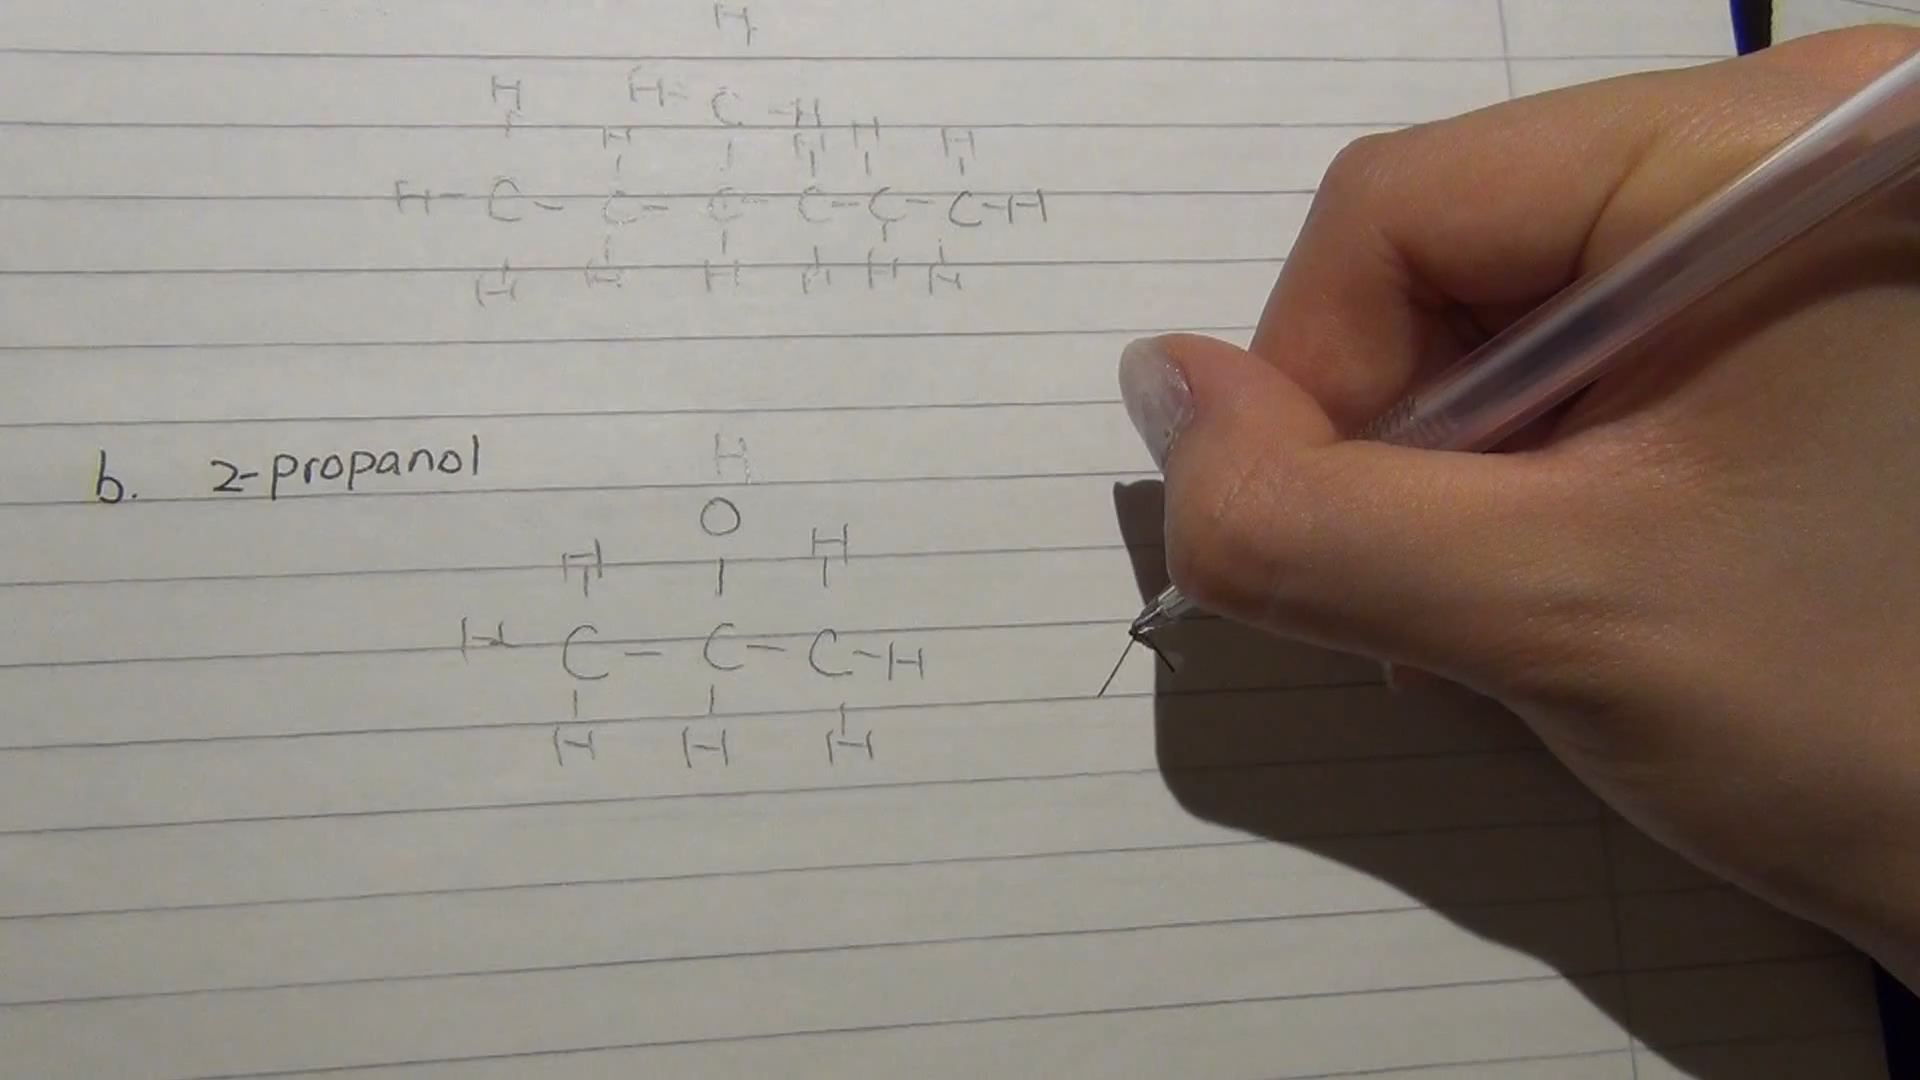 H
H H- C -H
H H H H
H- C - C - C - C - C - C-H
H H H H H H
b. 2-propanol H
O
H H
H- C - C - C-H
H H H